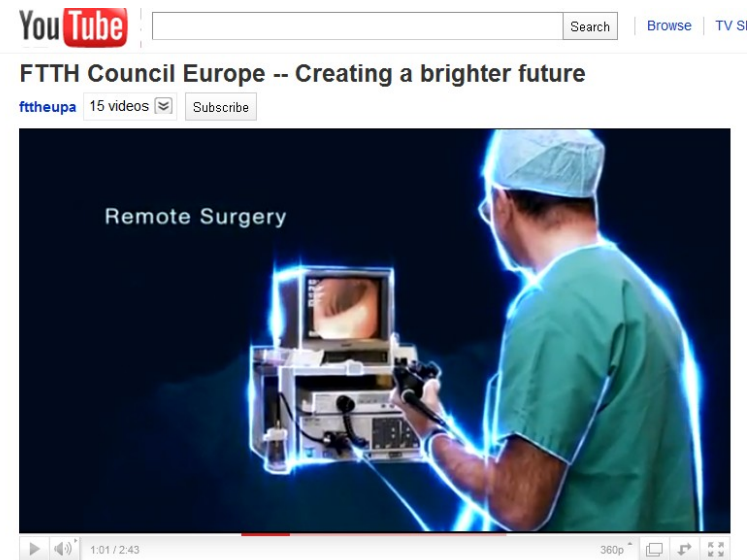 YouTube
Search
Browse
FTTH Council Europe -- Creating a brighter future
fttheupa
15 videos
Subscribe
Remote Surgery
1:01 / 2:43
360p